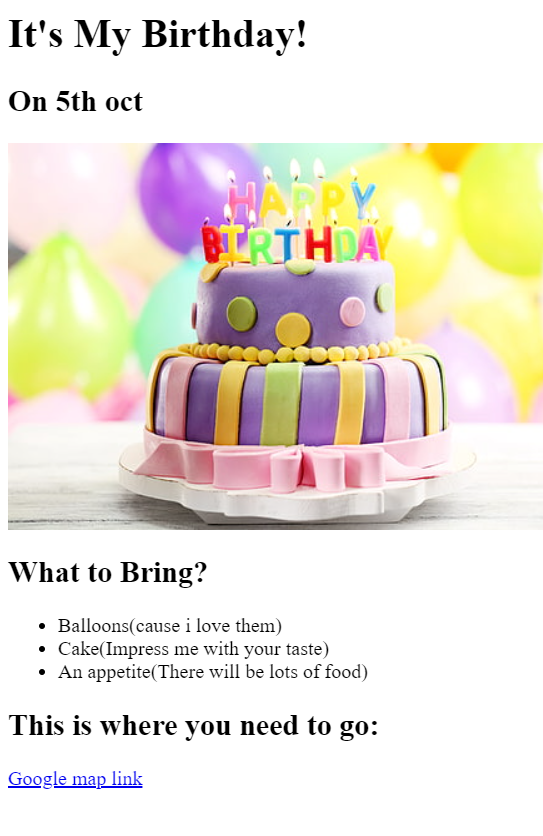 It's My Birthday!
On 5th oct
HAPPY
BIRTHDAY
What to Bring?
Balloons(cause i love them)
Cake(Impress me with your taste)
An appetite(There will be lots of food)
This is where you need to go:
Google map link